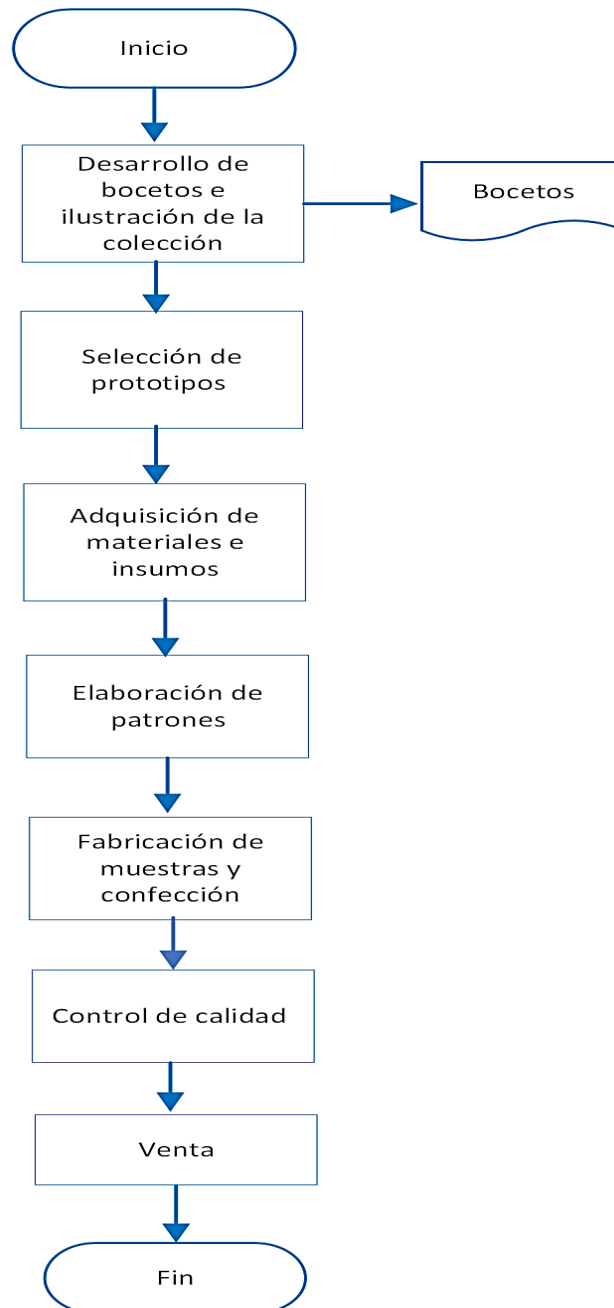 Inicio
Desarrollo de
bocetos e
ilustración de la
colección
Bocetos
Selección de
prototipos
Adquisición de
materiales e
insumos
Elaboración de
patrones
Fabricación de
muestras y
confección
Control de calidad
Venta
Fin